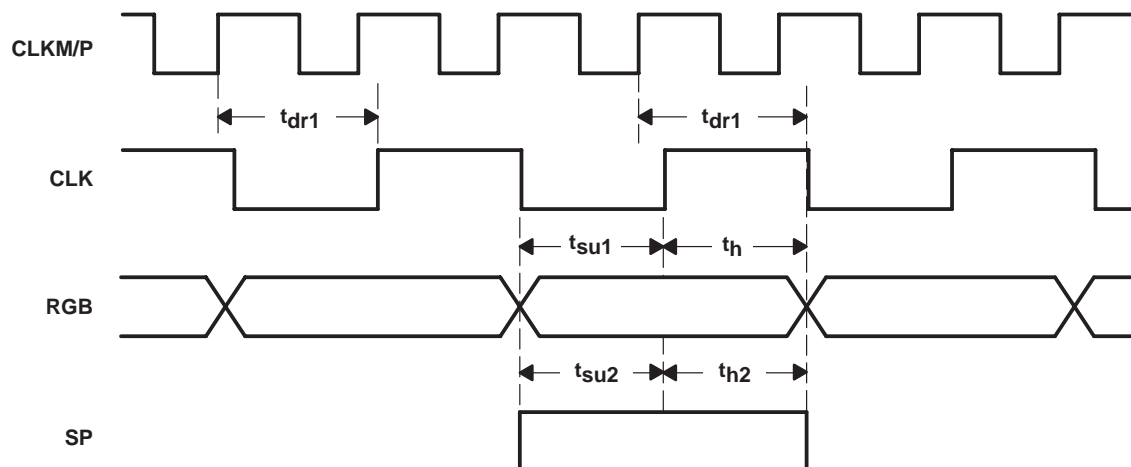 CLKM/P
tdr1 tdr1
CLK
tsu1 th
RGB
tsu2 th2
SP